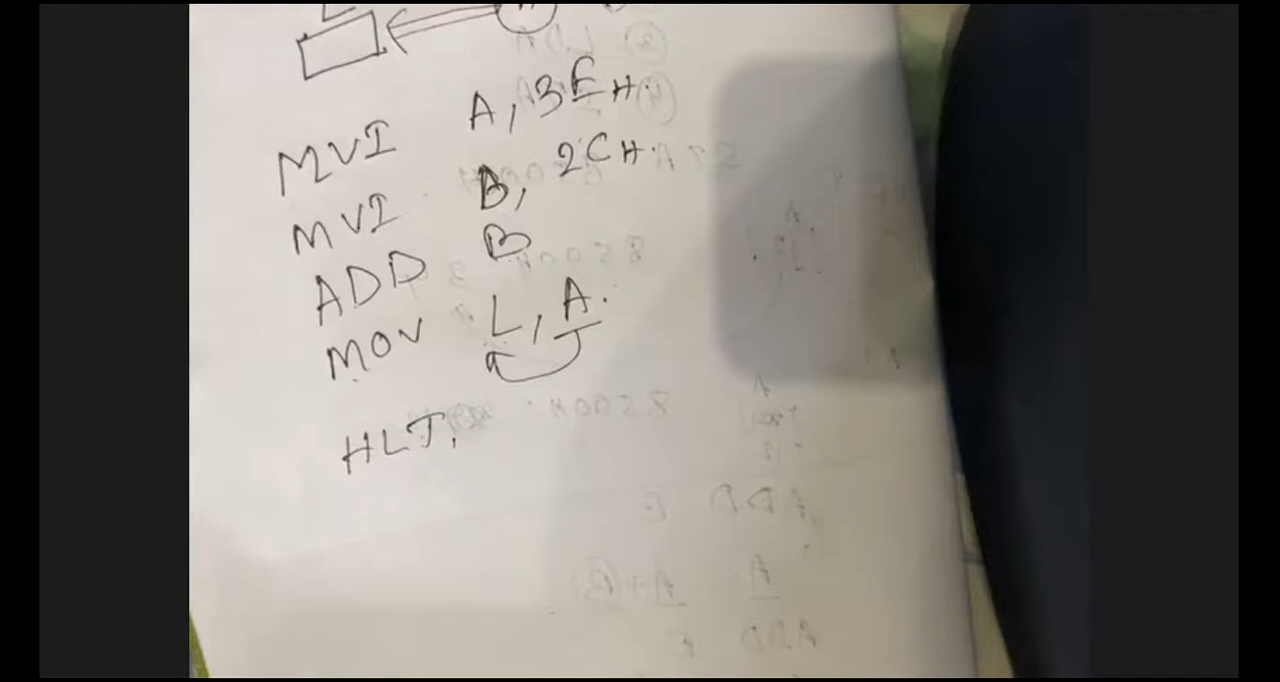 MVI A, 3EH.
MVI B, 2CH.
ADD B
MOV L, A.
HLT.